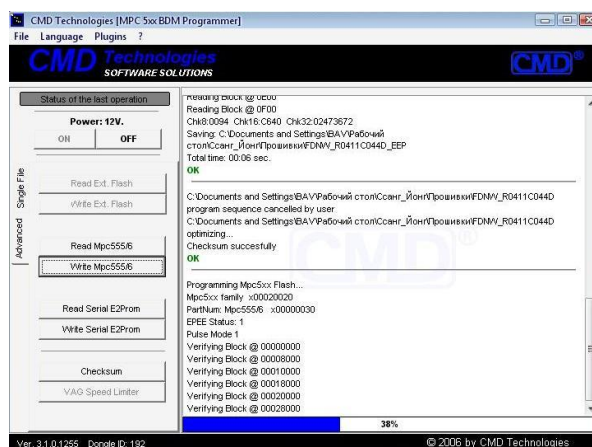 CMD Technologies [MPC 5xx BDM Programmer]
File Language Plugins ?
CMD Technologies
SOFTWARE SOLUTIONS
CMD®
Status of the last operation
Power: 12V.
ON OFF
Single File
Advanced
Read Ext. Flash
Write Ext. Flash
Read Mpc555/6
Write Mpc555/6
Read Serial E2Prom
Write Serial E2Prom
Checksum
VAG Speed Limiter
Reading Block @ 0E00
Reading Block @ 0F00
Chk8:0094 Chk16:C640 Chk32:02473672
Saving: C:\Documents and Settings\BAV\Рабочий
стол\Ссанг_Йонг\Прошивки\FDNW_R0411C044D_EEP
Total time: 00:06 sec.
OK
C:\Documents and Settings\BAV\Рабочий стол\Ссанг_Йонг\Прошивки\FDNW_R0411C044D
program sequence cancelled by user
C:\Documents and Settings\BAV\Рабочий стол\Ссанг_Йонг\Прошивки\FDNW_R0411C044D
optimizing...
Checksum succesfully
OK
Programming Mpc5xx Flash...
Mpc5xx family x00020020
PartNum: Mpc555/6 x00000030
EPEE Status: 1
Pulse Mode 1
Verifying Block @ 00000000
Verifying Block @ 00008000
Verifying Block @ 00010000
Verifying Block @ 00018000
Verifying Block @ 00020000
Verifying Block @ 00028000
38%
Ver. 3.1.0.1255 Dongle ID: 192
© 2006 by CMD Technologies